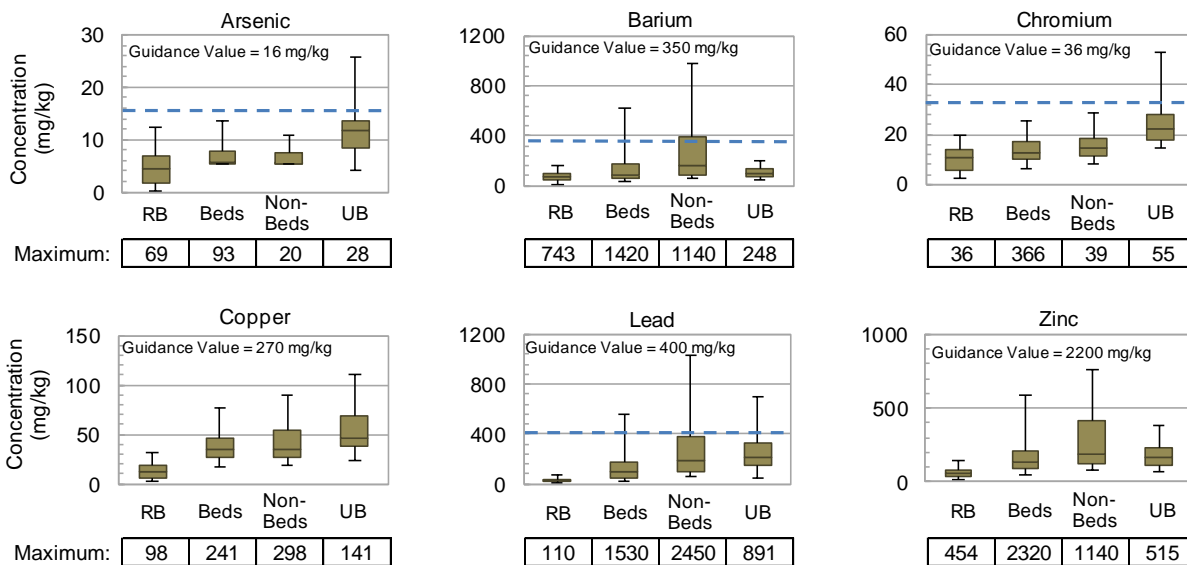 Arsenic
Barium
Chromium
Concentration
(mg/kg)
30
20
10
0
Guidance Value = 16 mg/kg
RB
Beds
Non-
Beds
UB
1200
800
400
0
Guidance Value = 350 mg/kg
RB
Beds
Non-
Beds
UB
60
40
20
0
Guidance Value = 36 mg/kg
RB
Beds
Non-
Beds
UB
Maximum: 69 93 20 28
743 1420 1140 248
36 366 39 55
Copper
Lead
Zinc
Concentration
(mg/kg)
150
100
50
0
Guidance Value = 270 mg/kg
RB
Beds
Non-
Beds
UB
1200
800
400
0
Guidance Value = 400 mg/kg
RB
Beds
Non-
Beds
UB
1000
500
0
Guidance Value = 2200 mg/kg
RB
Beds
Non-
Beds
UB
Maximum: 98 241 298 141
110 1530 2450 891
454 2320 1140 515